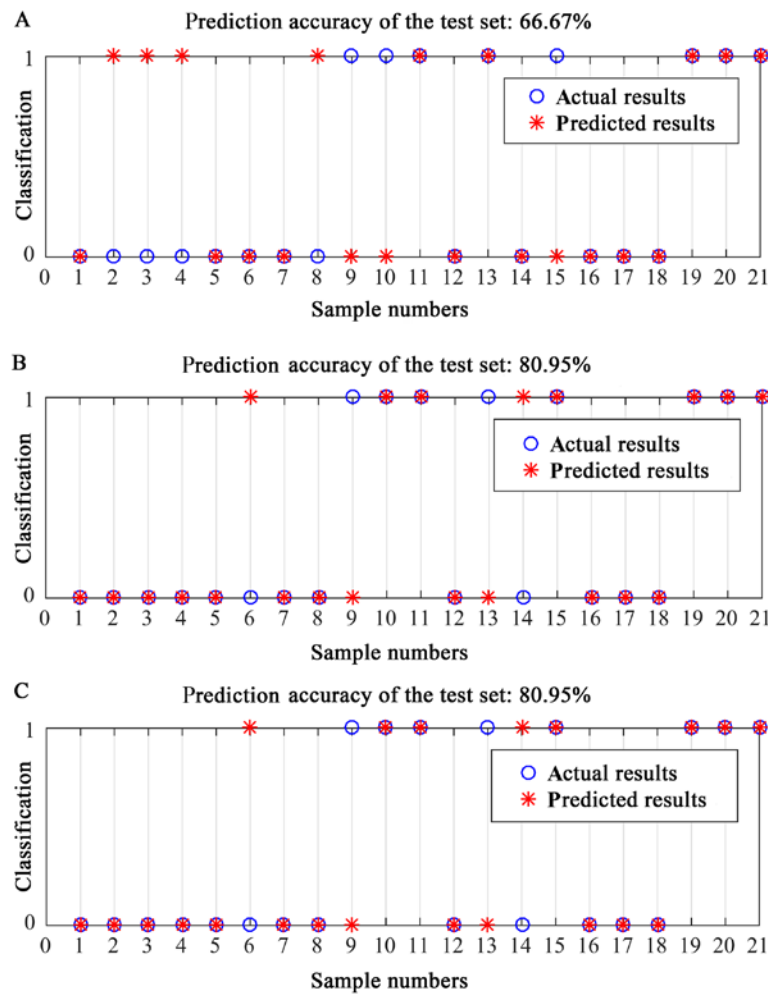 A
Prediction accuracy of the test set: 66.67%
1
Actual results
Predicted results
Classification
0
0 1 2 3 4 5 6 7 8 9 10 11 12 13 14 15 16 17 18 19 20 21
Sample numbers
B
Prediction accuracy of the test set: 80.95%
1
Actual results
Predicted results
Classification
0
0 1 2 3 4 5 6 7 8 9 10 11 12 13 14 15 16 17 18 19 20 21
Sample numbers
C
Prediction accuracy of the test set: 80.95%
1
Actual results
Predicted results
Classification
0
0 1 2 3 4 5 6 7 8 9 10 11 12 13 14 15 16 17 18 19 20 21
Sample numbers